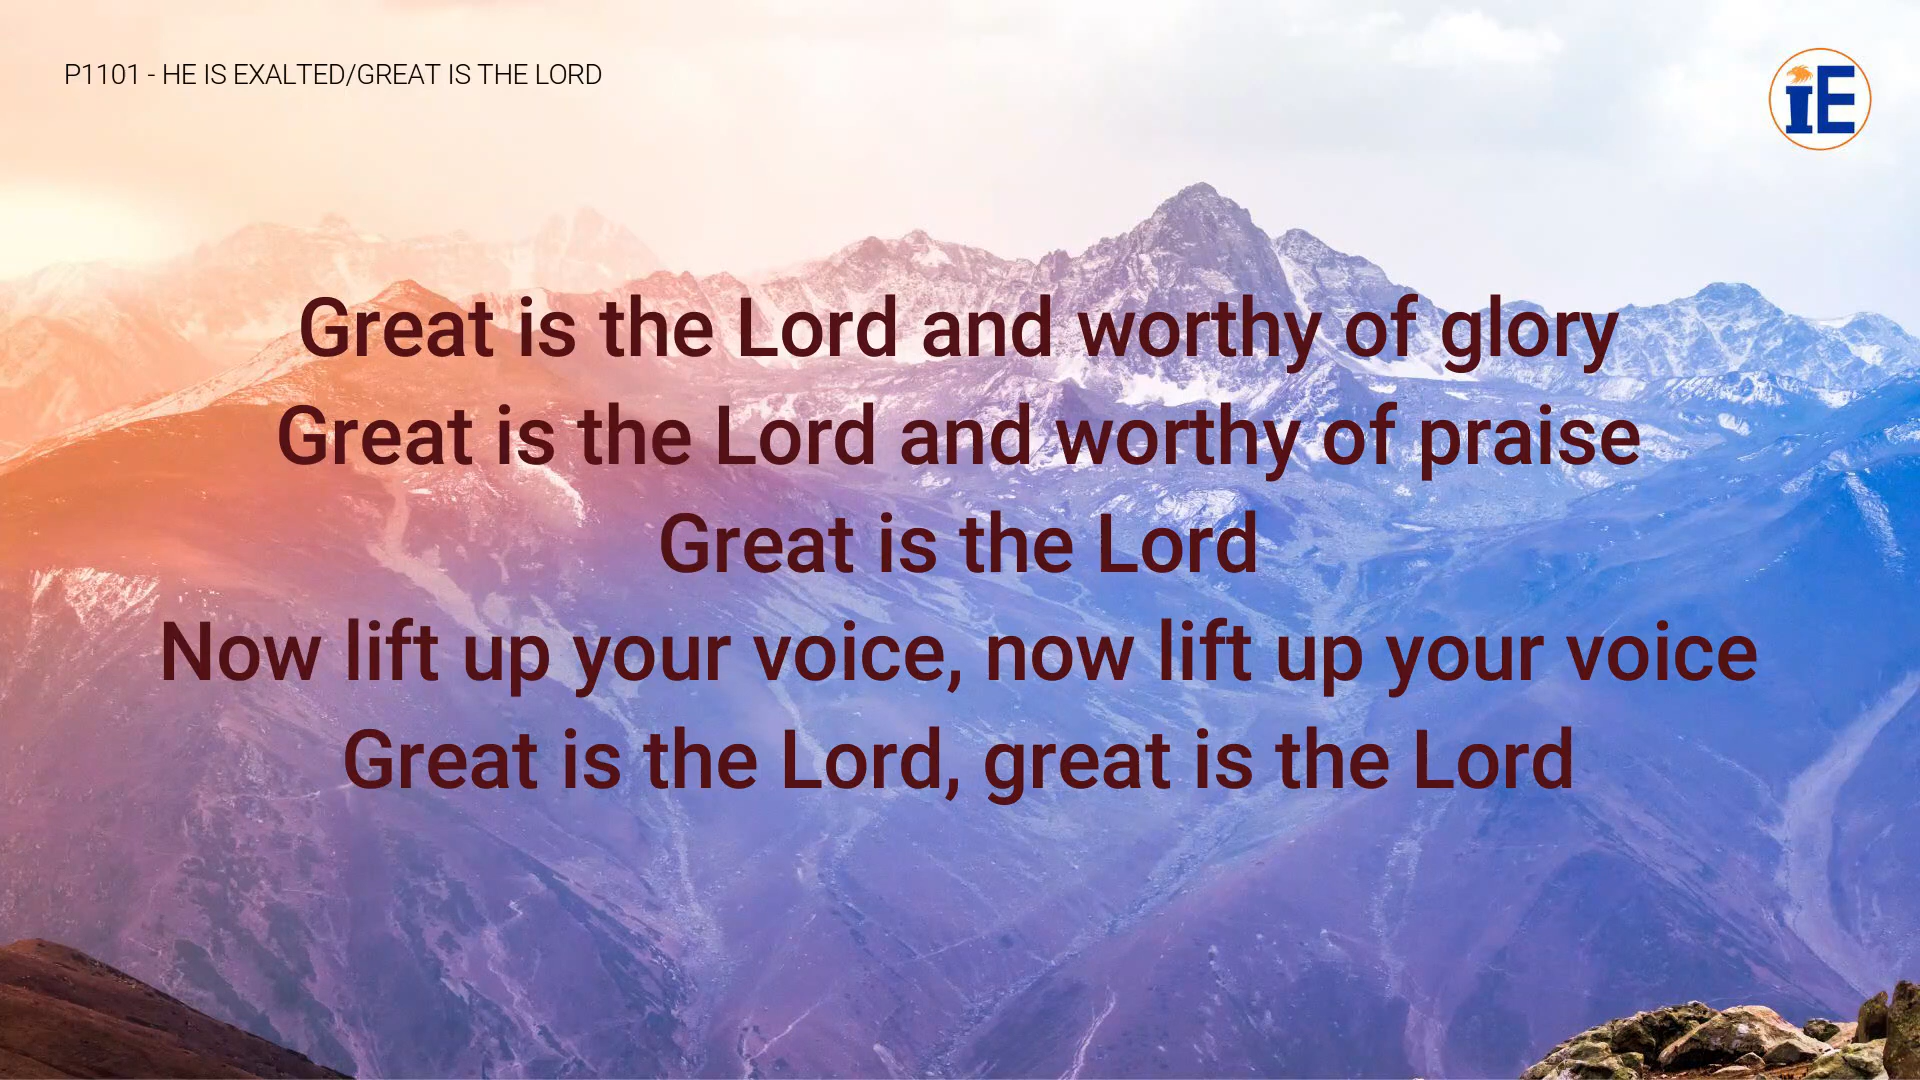 P1101 - HE IS EXALTED/GREAT IS THE LORD
iE
Great is the Lord and worthy of glory
Great is the Lord and worthy of praise
Great is the Lord
Now lift up your voice, now lift up your voice
Great is the Lord, great is the Lord